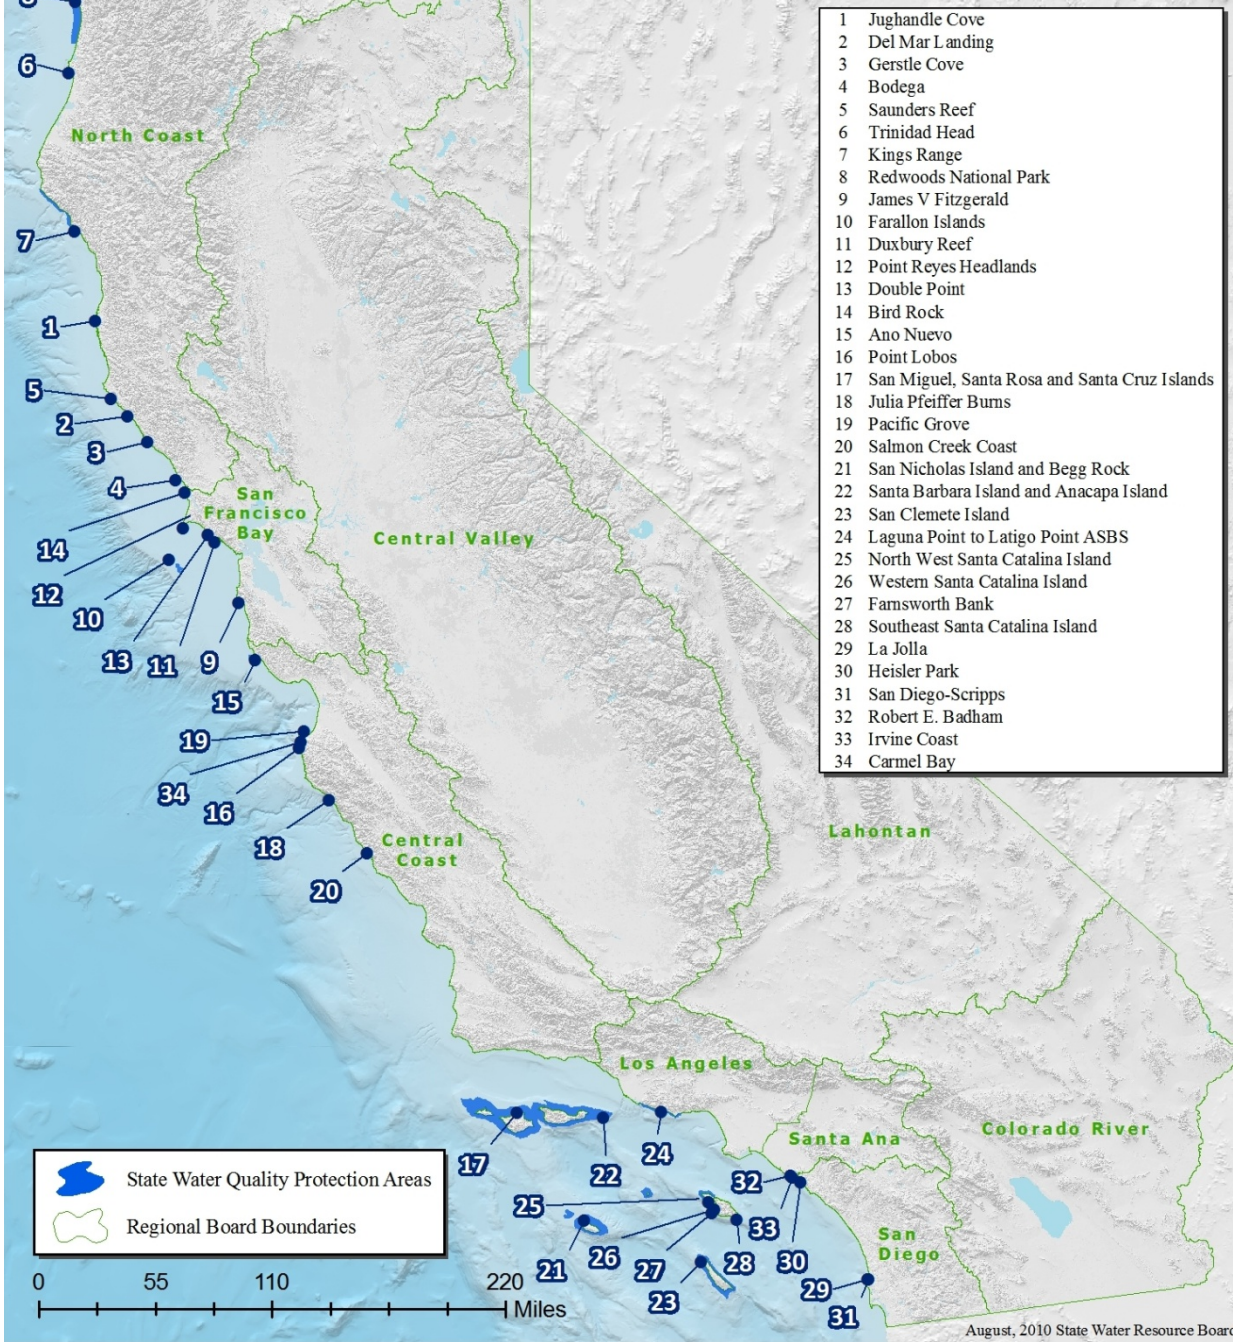 8
6
North Coast
7
1
5
2
3
4
14
12
10
13
11
9
15
San
Francisco
Bay
Central Valley
19
34
16
18
20
Central
Coast
Lahontan
Los Angeles
Santa Ana
Colorado River
San
Diego
17
22
24
25
21
26
27
23
28
32
33
30
29
31
1 Jughandle Cove
2 Del Mar Landing
3 Gerstle Cove
4 Bodega
5 Saunders Reef
6 Trinidad Head
7 Kings Range
8 Redwoods National Park
9 James V Fitzgerald
10 Farallon Islands
11 Duxbury Reef
12 Point Reyes Headlands
13 Double Point
14 Bird Rock
15 Ano Nuevo
16 Point Lobos
17 San Miguel, Santa Rosa and Santa Cruz Islands
18 Julia Pfeiffer Burns
19 Pacific Grove
20 Salmon Creek Coast
21 San Nicholas Island and Begg Rock
22 Santa Barbara Island and Anacapa Island
23 San Clemete Island
24 Laguna Point to Latigo Point ASBS
25 North West Santa Catalina Island
26 Western Santa Catalina Island
27 Farnsworth Bank
28 Southeast Santa Catalina Island
29 La Jolla
30 Heisler Park
31 San Diego-Scripps
32 Robert E. Badham
33 Irvine Coast
34 Carmel Bay
State Water Quality Protection Areas
Regional Board Boundaries
0 55 110 220
Miles
August, 2010 State Water Resource Board